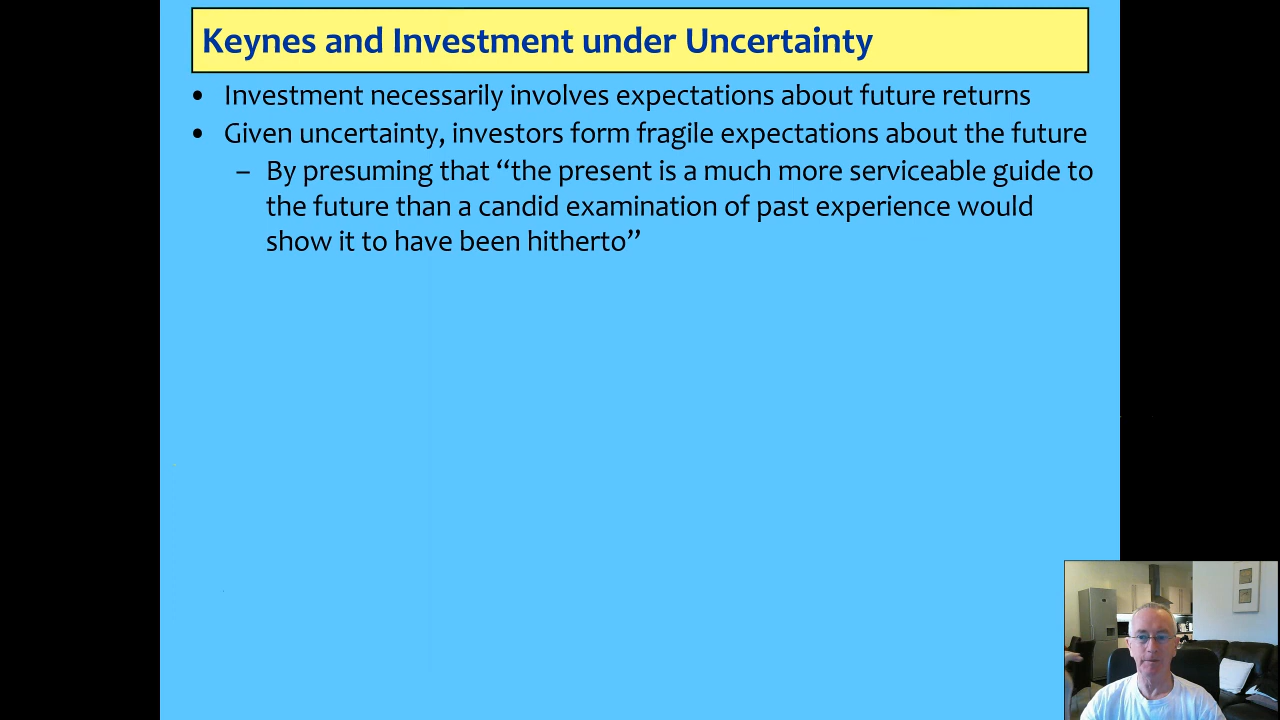 Keynes and Investment under Uncertainty
• Investment necessarily involves expectations about future returns
• Given uncertainty, investors form fragile expectations about the future
– By presuming that “the present is a much more serviceable guide to
the future than a candid examination of past experience would
show it to have been hitherto”